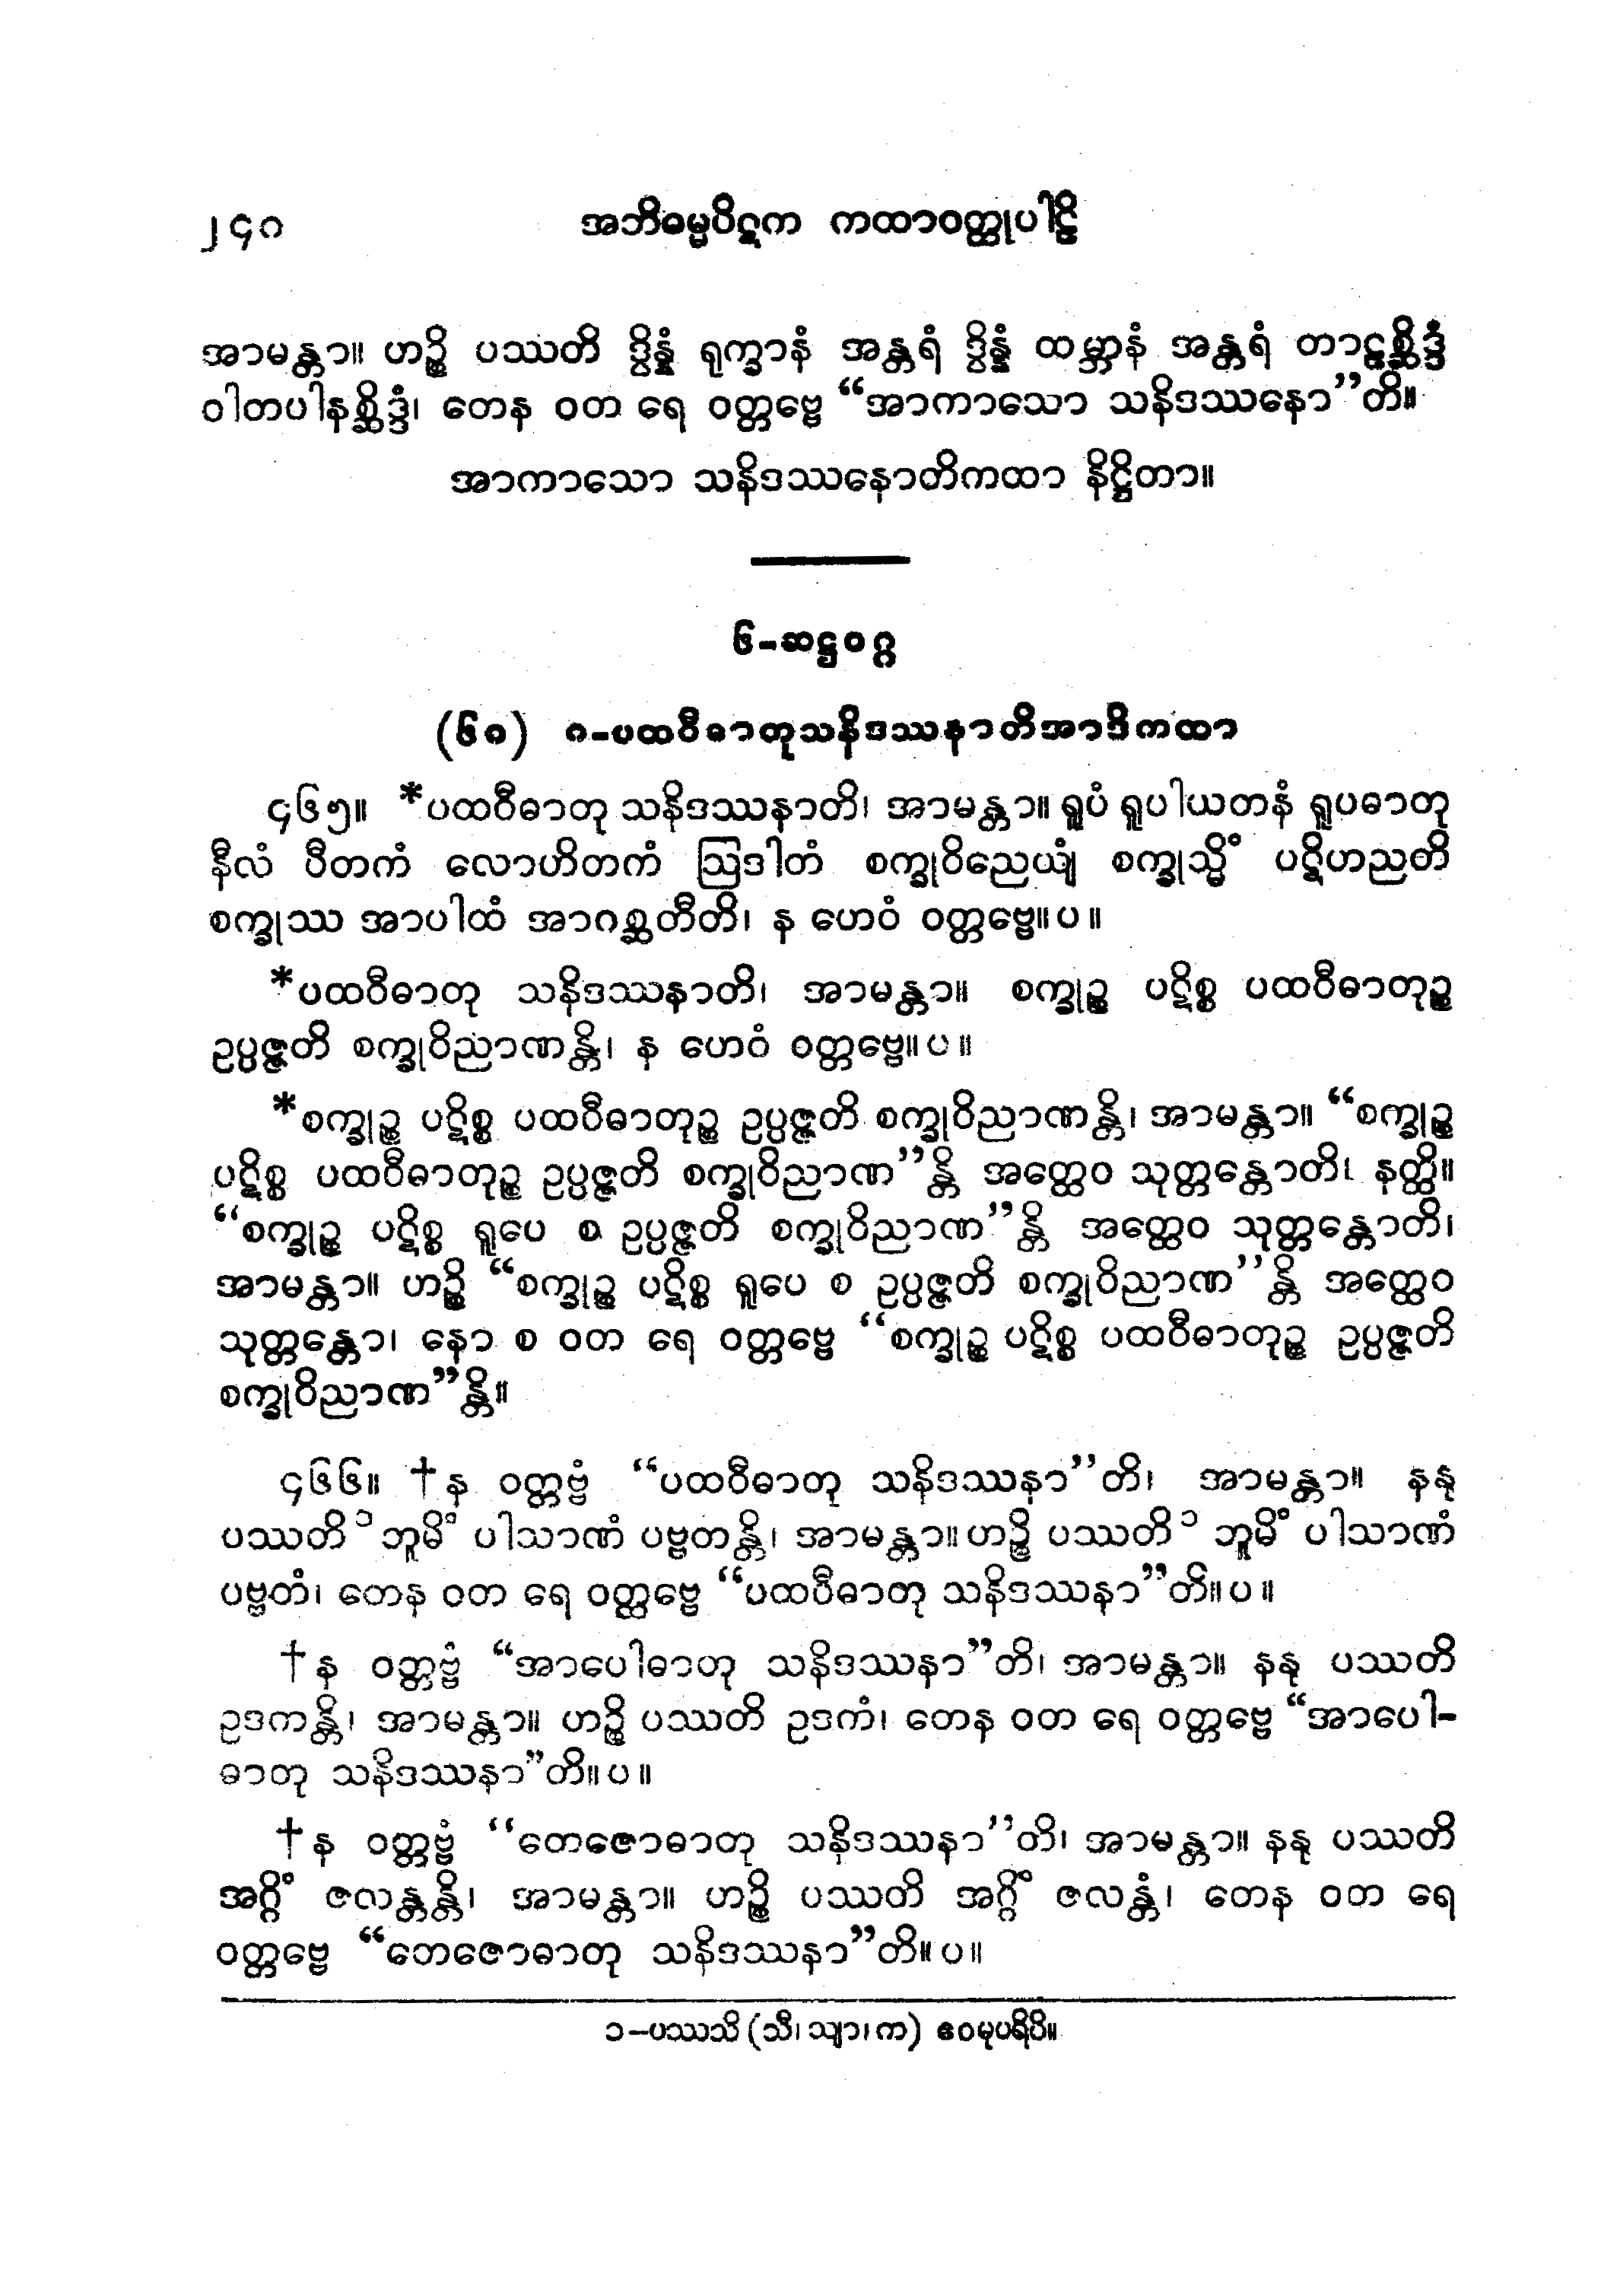 ၂၄၈ အဘိဓမ္မပိဋက ကထာဝတ္ထုပါဠိ
အာမန္တာ။ ဟဉ္စိ ပဿတိ ဒွိန္နံ ရုက္ခာနံ အန္တရံ ဒွိန္နံ ထမ္ဘာနံ အန္တရံ တာဠစ္ဆိဒ္ဒံ
ဝါတပါနစ္ဆိဒ္ဒံ၊ တေန ဝတ ရေ ဝတ္တဗ္ဗေ “အာကာသော သနိဒဿနော”တိ။
အာကာသော သနိဒဿနောတိကထာ နိဋ္ဌိတာ။
၆-ဆဋ္ဌဝဂ္ဂ
(၆၈) ၈-ပထဝီဓာတုသနိဒဿနာတိအာဒိကထာ
၄၆၅။ *ပထဝီဓာတု သနိဒဿနာတိ၊ အာမန္တာ။ ရူပံ ရူပါယတနံ ရူပဓာတု
နီလံ ပီတကံ လောဟိတကံ ဩဒါတံ စက္ခုဝိညေယျံ စက္ခုသ္မိံ ပဋိဟညတိ
စက္ခုဿ အာပါထံ အာဂစ္ဆတီတိ၊ န ဟေဝံ ဝတ္တဗ္ဗေ။ပ။
*ပထဝီဓာတု သနိဒဿနာတိ၊ အာမန္တာ။ စက္ခုဉ္စ ပဋိစ္စ ပထဝီဓာတုဉ္စ
ဥပ္ပဇ္ဇတိ စက္ခုဝိညာဏန္တိ၊ န ဟေဝံ ဝတ္တဗ္ဗေ။ပ။
*စက္ခုဉ္စ ပဋိစ္စ ပထဝီဓာတုဉ္စ ဥပ္ပဇ္ဇတိ စက္ခုဝိညာဏန္တိ၊ အာမန္တာ။ “စက္ခုဉ္စ
ပဋိစ္စ ပထဝီဓာတုဉ္စ ဥပ္ပဇ္ဇတိ စက္ခုဝိညာဏ”န္တိ အတ္ထေဝ သုတ္တန္တောတိ၊ နတ္ထိ။
“စက္ခုဉ္စ ပဋိစ္စ ရူပေ စ ဥပ္ပဇ္ဇတိ စက္ခုဝိညာဏ”န္တိ အတ္ထေဝ သုတ္တန္တောတိ၊
အာမန္တာ။ ဟဉ္စိ “စက္ခုဉ္စ ပဋိစ္စ ရူပေ စ ဥပ္ပဇ္ဇတိ စက္ခုဝိညာဏ”န္တိ အတ္ထေဝ
သုတ္တန္တော၊ နော စ ဝတ ရေ ဝတ္တဗ္ဗေ “စက္ခုဉ္စ ပဋိစ္စ ပထဝီဓာတုဉ္စ ဥပ္ပဇ္ဇတိ
စက္ခုဝိညာဏ”န္တိ။
၄၆၆။ †န ဝတ္တဗ္ဗံ “ပထဝီဓာတု သနိဒဿနာ”တိ၊ အာမန္တာ။ နနု
ပဿတိ ၁ ဘူမိံ ပါသာဏံ ပဗ္ဗတန္တိ၊ အာမန္တာ။ ဟဉ္စိ ပဿတိ ၁ ဘူမိံ ပါသာဏံ
ပဗ္ဗတံ၊ တေန ဝတ ရေ ဝတ္တဗ္ဗေ “ပထဝီဓာတု သနိဒဿနာ”တိ။ပ။
†န ဝတ္တဗ္ဗံ “အာပေါဓာတု သနိဒဿနာ”တိ၊ အာမန္တာ။ နနု ပဿတိ
ဥဒကန္တိ၊ အာမန္တာ။ ဟဉ္စိ ပဿတိ ဥဒကံ၊ တေန ဝတ ရေ ဝတ္တဗ္ဗေ “အာပေါ-
ဓာတု သနိဒဿနာ”တိ။ပ။
†န ဝတ္တဗ္ဗံ “တေဇောဓာတု သနိဒဿနာ”တိ၊ အာမန္တာ။ နနု ပဿတိ
အဂ္ဂိံ ဇလန္တန္တိ၊ အာမန္တာ။ ဟဉ္စိ ပဿတိ အဂ္ဂိံ ဇလန္တံ၊ တေန ဝတ ရေ
ဝတ္တဗ္ဗေ “တေဇောဓာတု သနိဒဿနာ”တိ။ပ။
၁-ပဿသိ (သီ၊ သျာ၊ က) ဧဝမုပရိပိ။